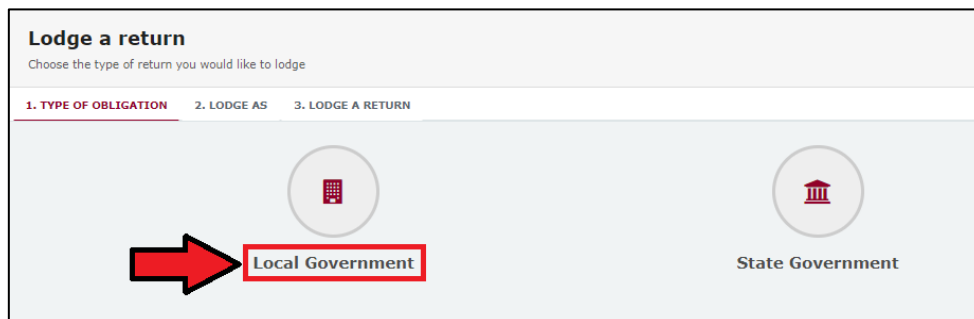 Lodge a return
Choose the type of return you would like to lodge
1. TYPE OF OBLIGATION 2. LODGE AS 3. LODGE A RETURN
Local Government State Government